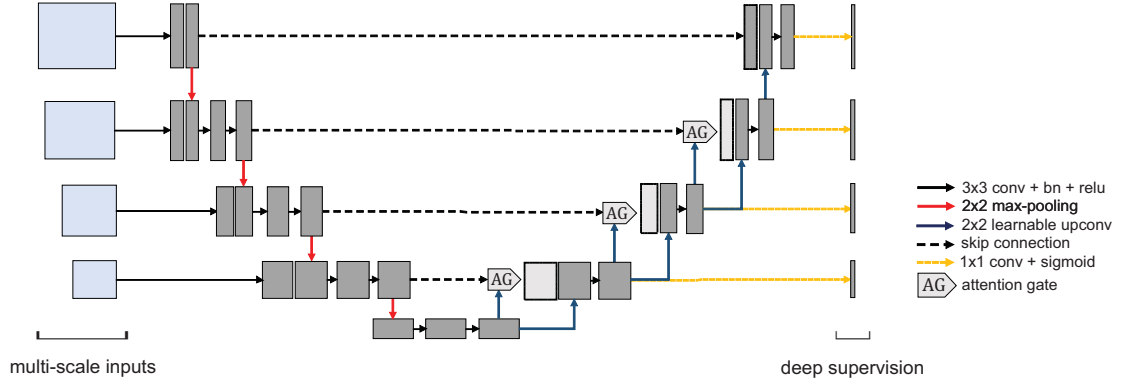 AG
AG
AG
3x3 conv + bn + relu
2x2 max-pooling
2x2 learnable upconv
skip connection
1x1 conv + sigmoid
AG attention gate
multi-scale inputs
deep supervision